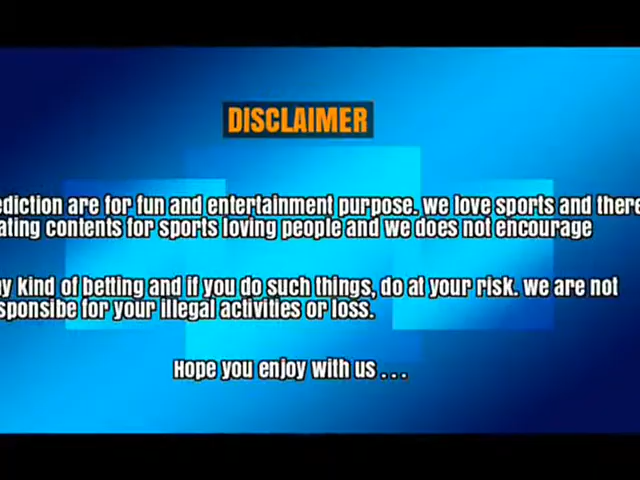 DISCLAIMER
ediction are for fun and entertainment purpose. we love sports and there
ating contents for sports loving people and we does not encourage
y kind of betting and if you do such things, do at your risk. we are not
sponsibe for your illegal activities or loss.
Hope you enjoy with us . . .